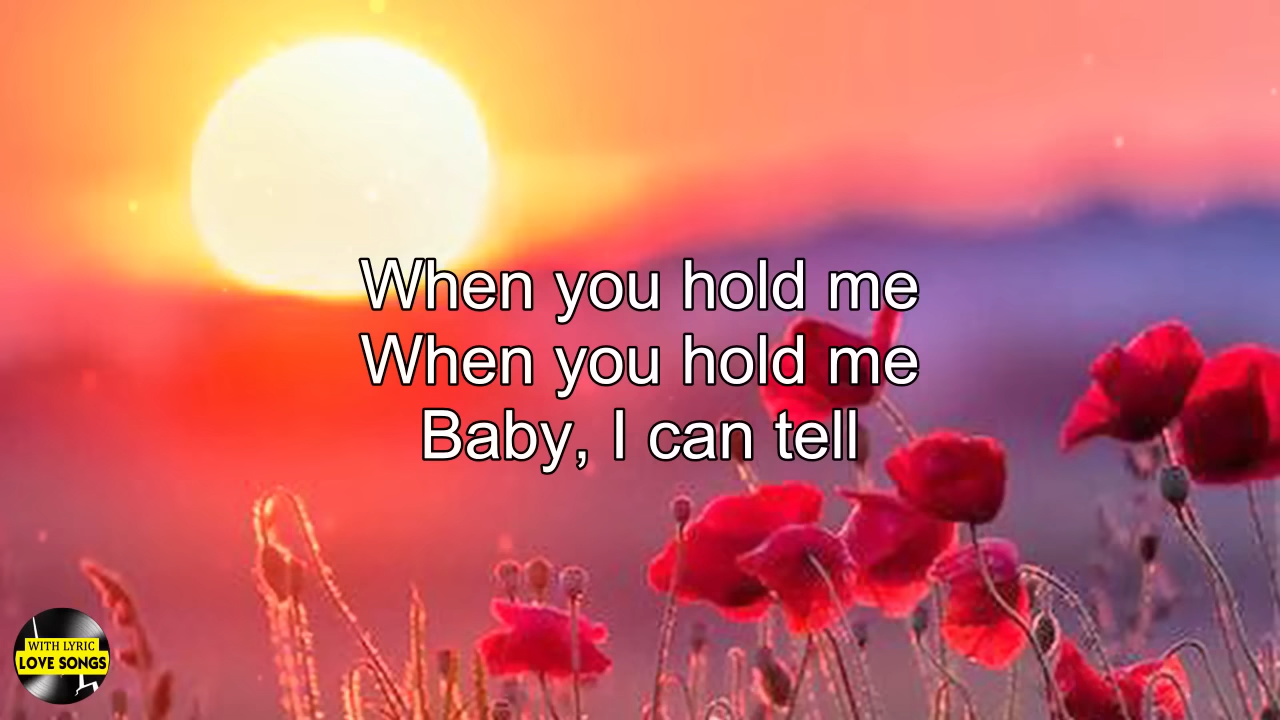 When you hold me
When you hold me
Baby, I can tell
WITH LYRIC
LOVE SONGS